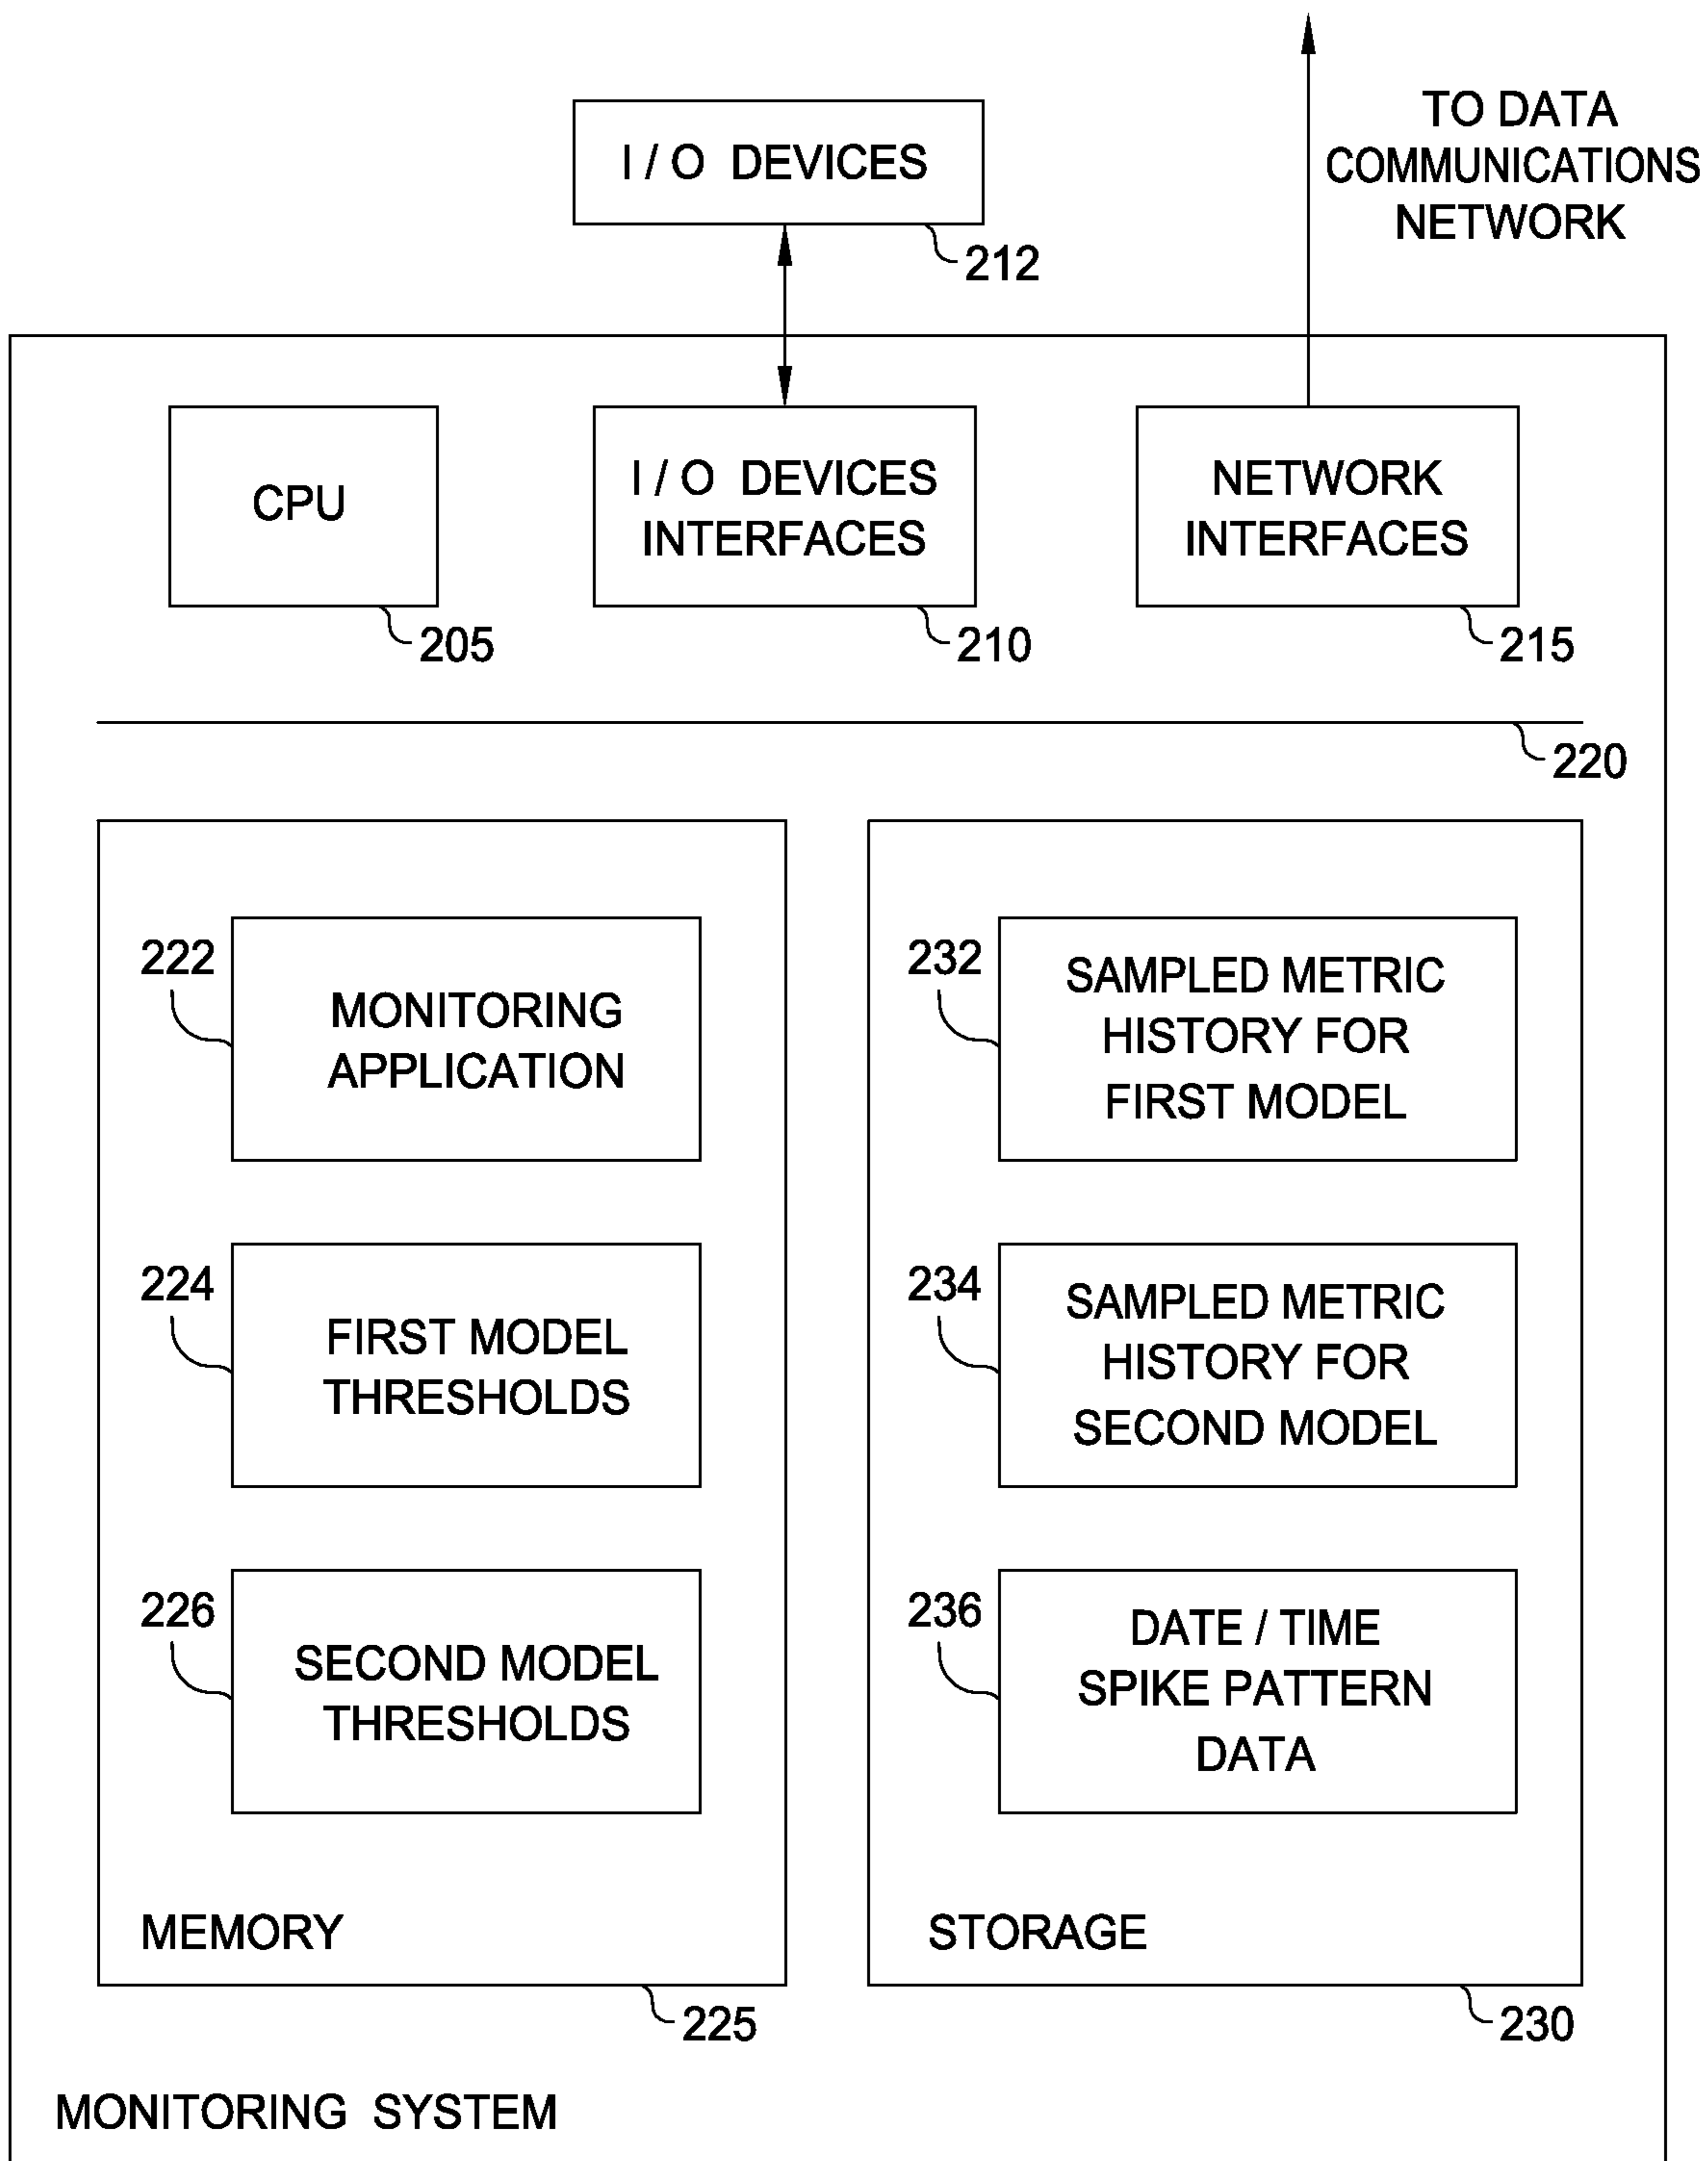 TO DATA
COMMUNICATIONS
NETWORK
I / O DEVICES
212
CPU
205
I / O DEVICES
INTERFACES
210
NETWORK
INTERFACES
215
220
222
MONITORING
APPLICATION
224
FIRST MODEL
THRESHOLDS
226
SECOND MODEL
THRESHOLDS
MEMORY
225
232
SAMPLED METRIC
HISTORY FOR
FIRST MODEL
234
SAMPLED METRIC
HISTORY FOR
SECOND MODEL
236
DATE / TIME
SPIKE PATTERN
DATA
STORAGE
230
MONITORING SYSTEM